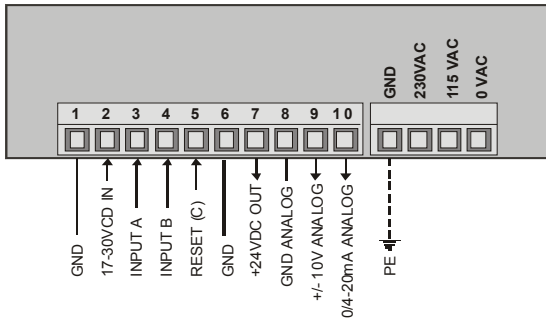 GND
230VAC
115 VAC
0 VAC
1 2 3 4 5 6 7 8 9 10
GND
17-30VCD IN
INPUT A
INPUT B
RESET (C)
GND
+24VDC OUT
GND ANALOG
+/- 10V ANALOG
0/4-20mA ANALOG
PE